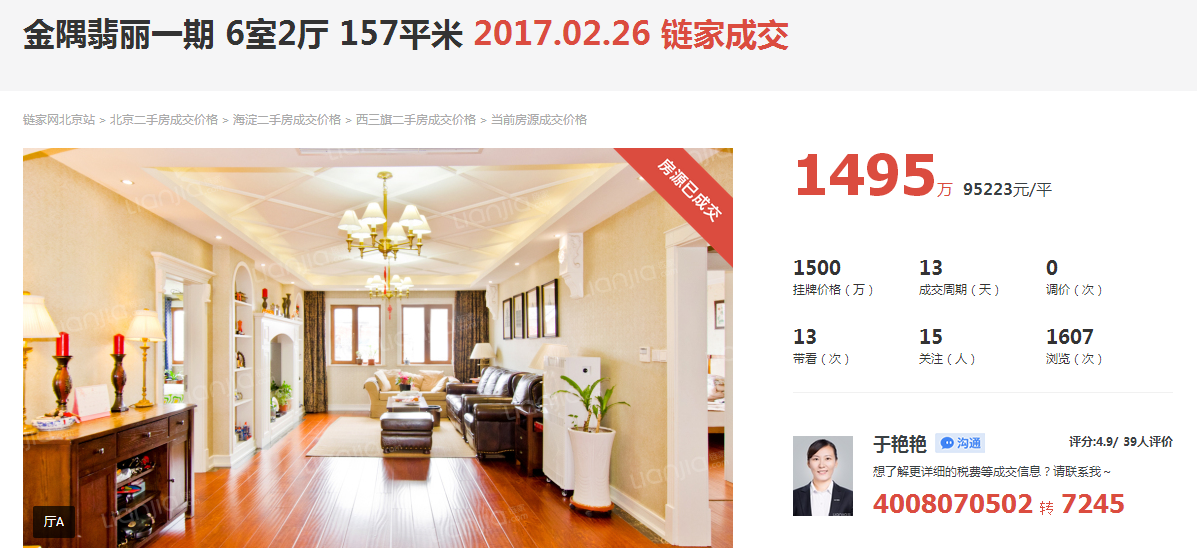 金隅翡丽一期 6室2厅 157平米 2017.02.26 链家成交
链家网北京站 > 北京二手房成交价格 > 海淀二手房成交价格 > 西三旗二手房成交价格 > 当前房源成交价格
房源已成交
lianjia
厅A
1495万 95223元/平
1500 13 0
挂牌价格（万） 成交周期（天） 调价（次）
13 15 1607
带看（次） 关注（人） 浏览（次）
于艳艳 沟通 评分:4.9/ 39人评价
想了解更详细的税费等成交信息？请联系我～
4008070502 转 7245